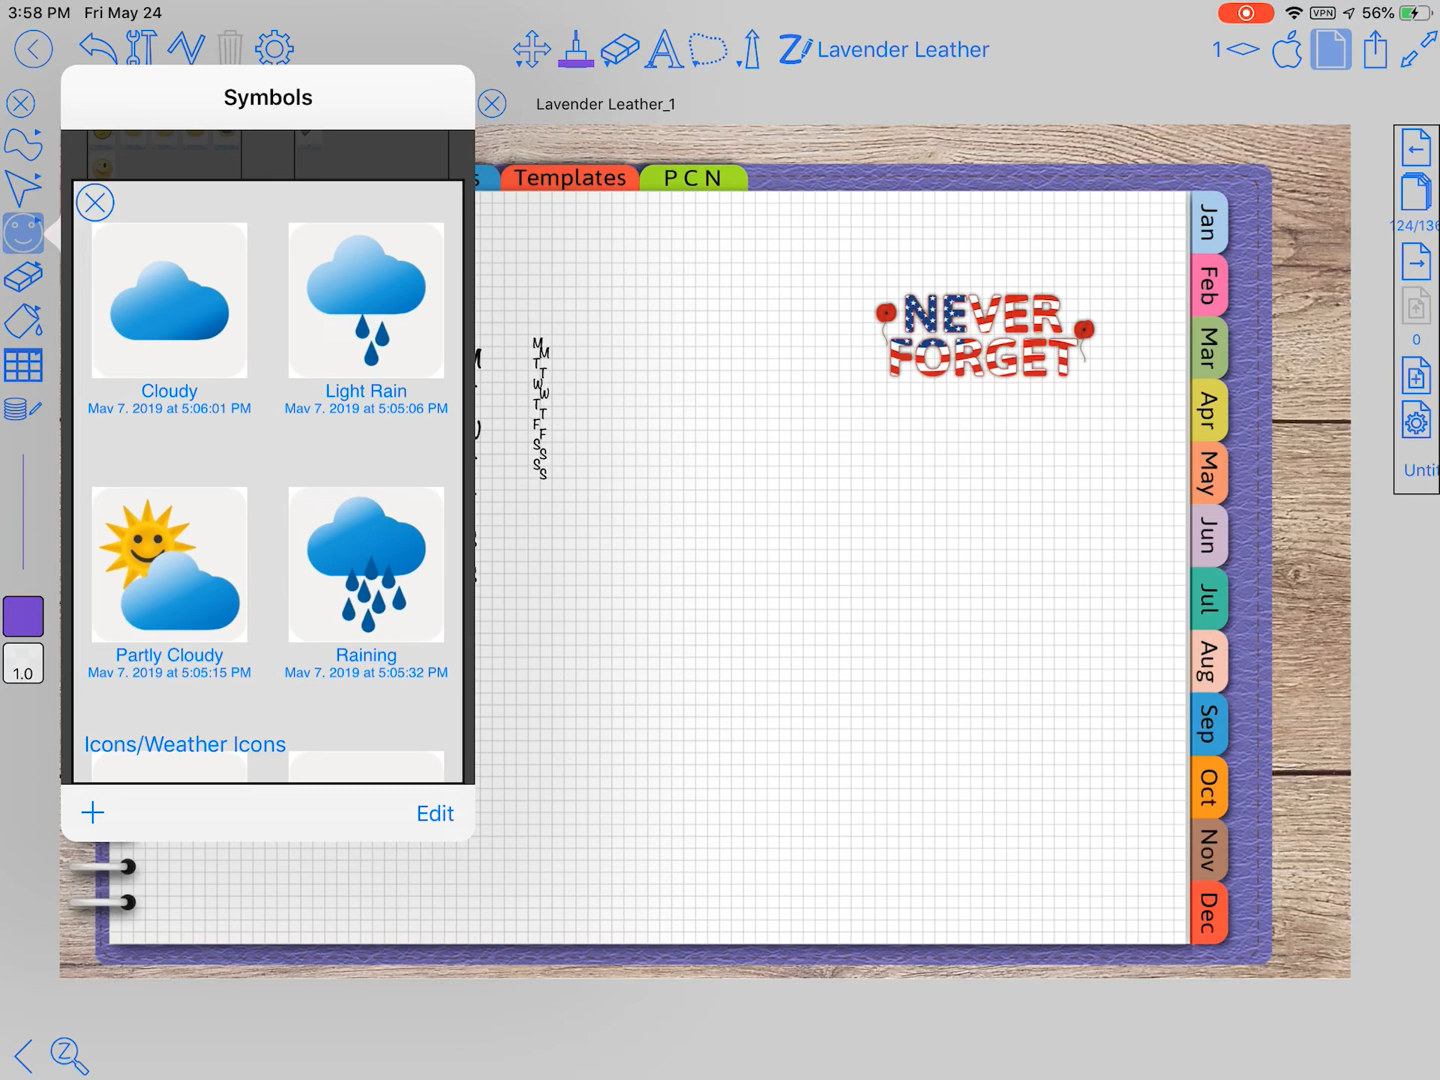 3:58 PM Fri May 24
VPN 56%
Lavender Leather
1
Symbols
Lavender Leather_1
Templates
P C N
Cloudy
May 7, 2019 at 5:06:01 PM
Light Rain
May 7, 2019 at 5:05:06 PM
Partly Cloudy
May 7, 2019 at 5:05:15 PM
Raining
May 7, 2019 at 5:05:32 PM
Icons/Weather Icons
Edit
1.0
M
T
W
T
F
S
S
M
T
W
T
F
S
S
NEVER
FORGET
Jan
Feb
Mar
Apr
May
Jun
Jul
Aug
Sep
Oct
Nov
Dec
124/136
0
Unti
Z